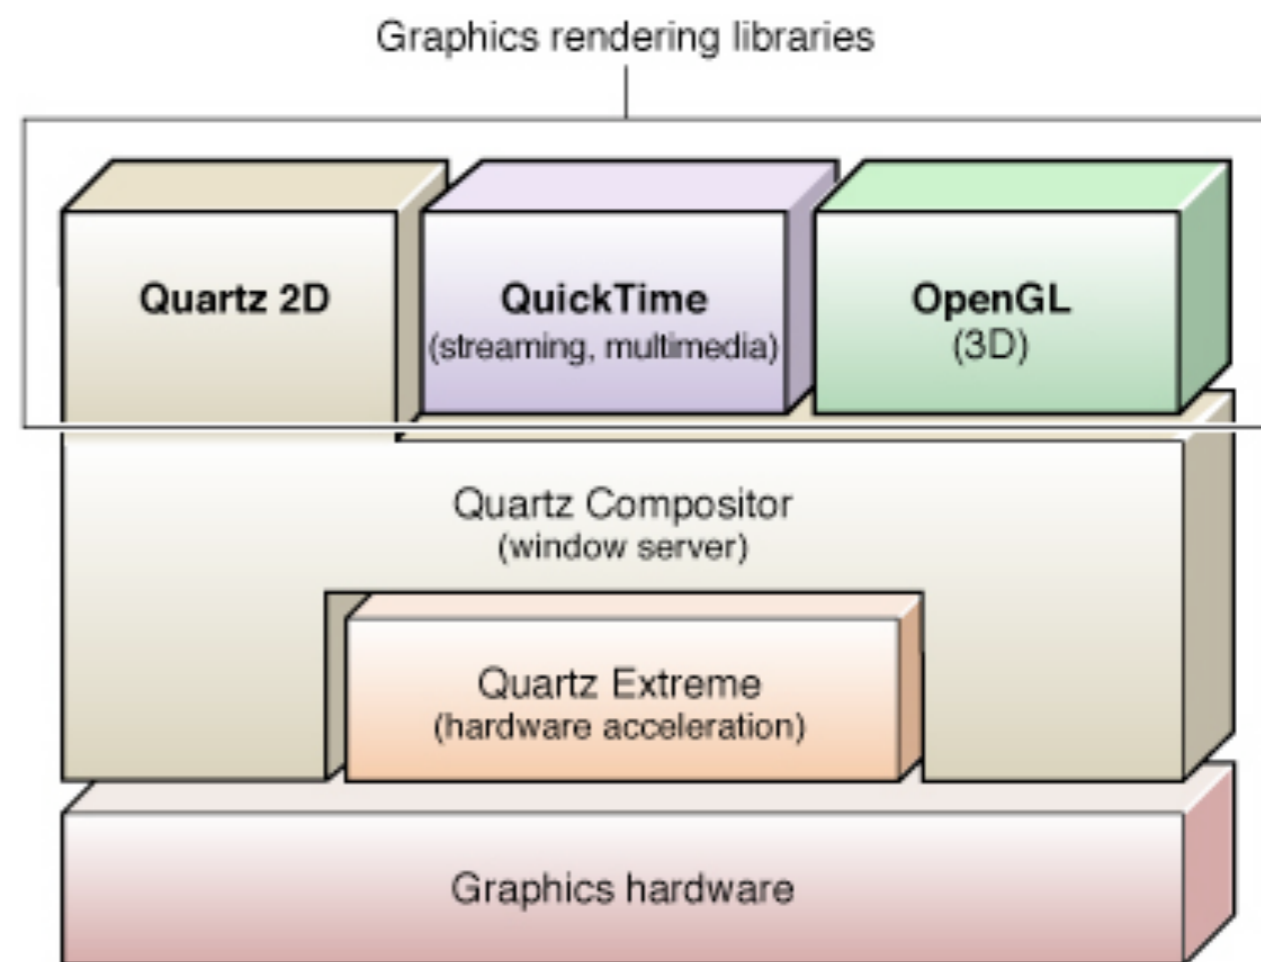 Graphics rendering libraries
Quartz 2D
QuickTime
(streaming, multimedia)
OpenGL
(3D)
Quartz Compositor
(window server)
Quartz Extreme
(hardware acceleration)
Graphics hardware